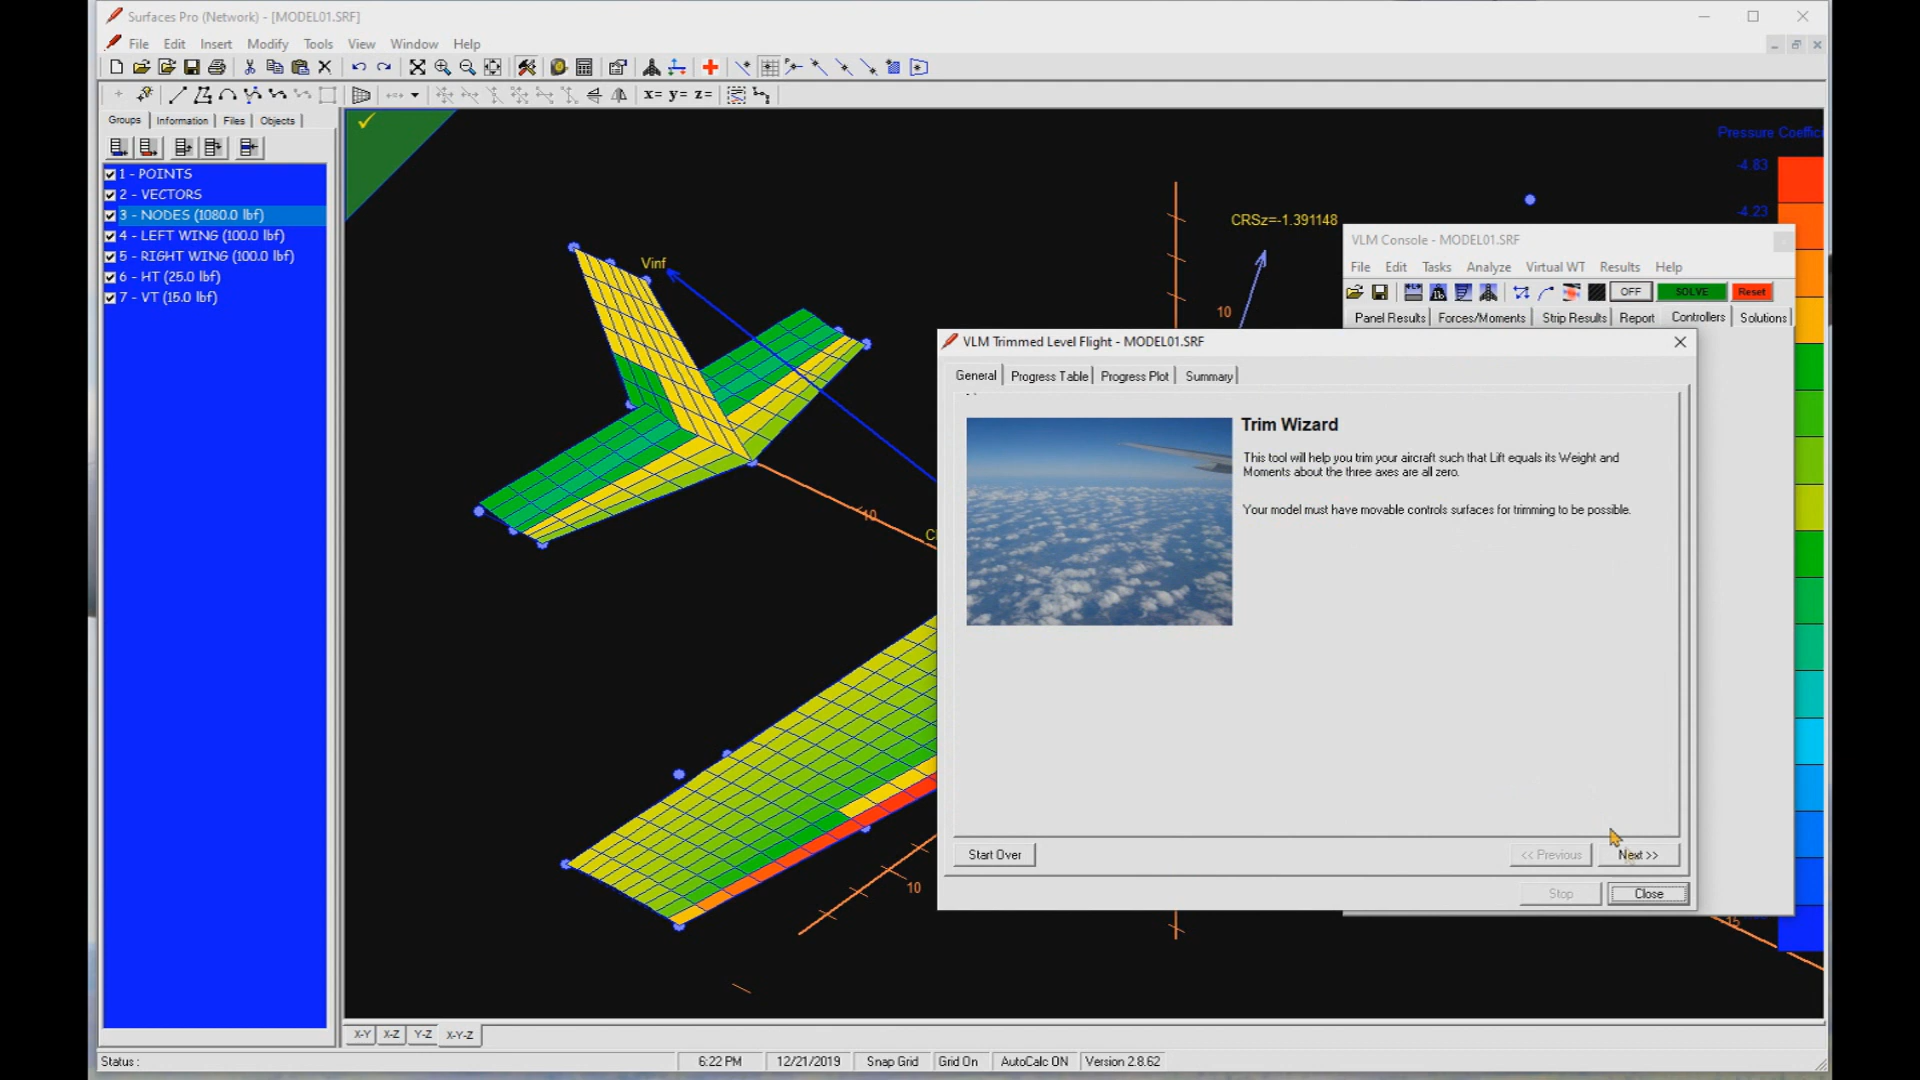 Surfaces Pro (Network) - [MODEL01.SRF]
File Edit Insert Modify Tools View Window Help
x= y= z=
Groups Information Files Objects
1 - POINTS
2 - VECTORS
3 - NODES (1080.0 lbf)
4 - LEFT WING (100.0 lbf)
5 - RIGHT WING (100.0 lbf)
6 - HT (25.0 lbf)
7 - VT (15.0 lbf)
Pressure Coeffic
-4.83
-4.23
CRSz=-1.391148
Vinf
10
10
10
15
VLM Console - MODEL01.SRF
File Edit Tasks Analyze Virtual WT Results Help
OFF SOLVE Reset
Panel Results Forces/Moments Strip Results Report Controllers Solutions
VLM Trimmed Level Flight - MODEL01.SRF
General Progress Table Progress Plot Summary
Trim Wizard
This tool will help you trim your aircraft such that Lift equals its Weight and
Moments about the three axes are all zero.
Your model must have movable controls surfaces for trimming to be possible.
Start Over << Previous Next >>
Stop Close
X-Y X-Z Y-Z X-Y-Z
Status : 6:22 PM 12/21/2019 Snap Grid Grid On AutoCalc ON Version 2.8.62